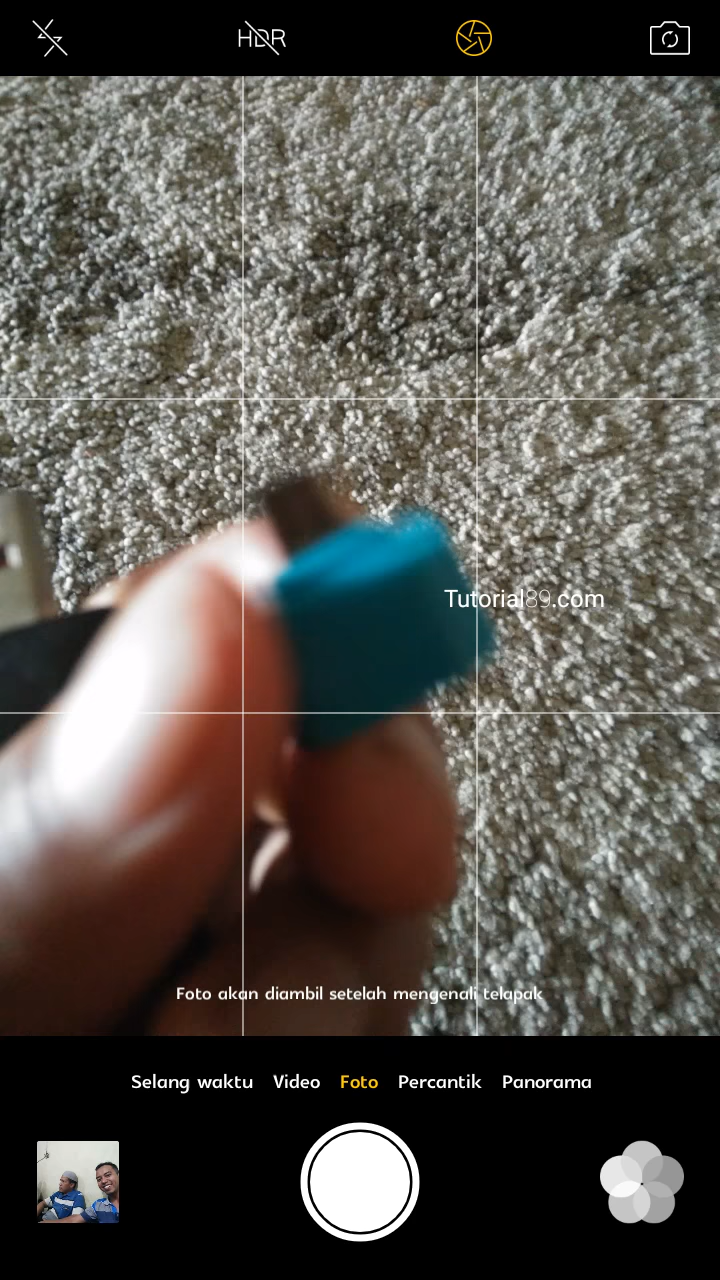 HDR
Tutorial89.com
Foto akan diambil setelah mengenali telapak
Selang waktu Video Foto Percantik Panorama